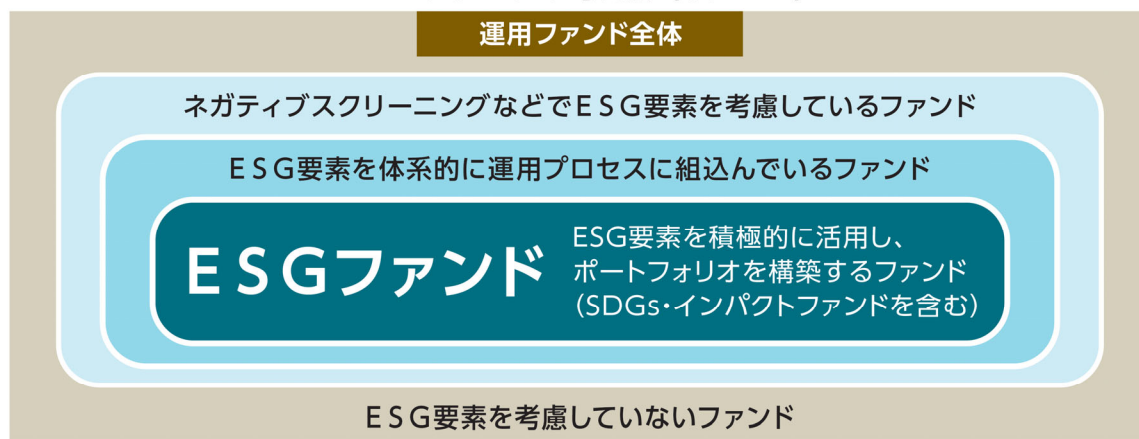 運用ファンド全体
ネガティブスクリーニングなどでESG要素を考慮しているファンド
ESG要素を体系的に運用プロセスに組込んでいるファンド
ESGファンド
ESG要素を積極的に活用し、
ポートフォリオを構築するファンド
(SDGs・インパクトファンドを含む)
ESG要素を考慮していないファンド